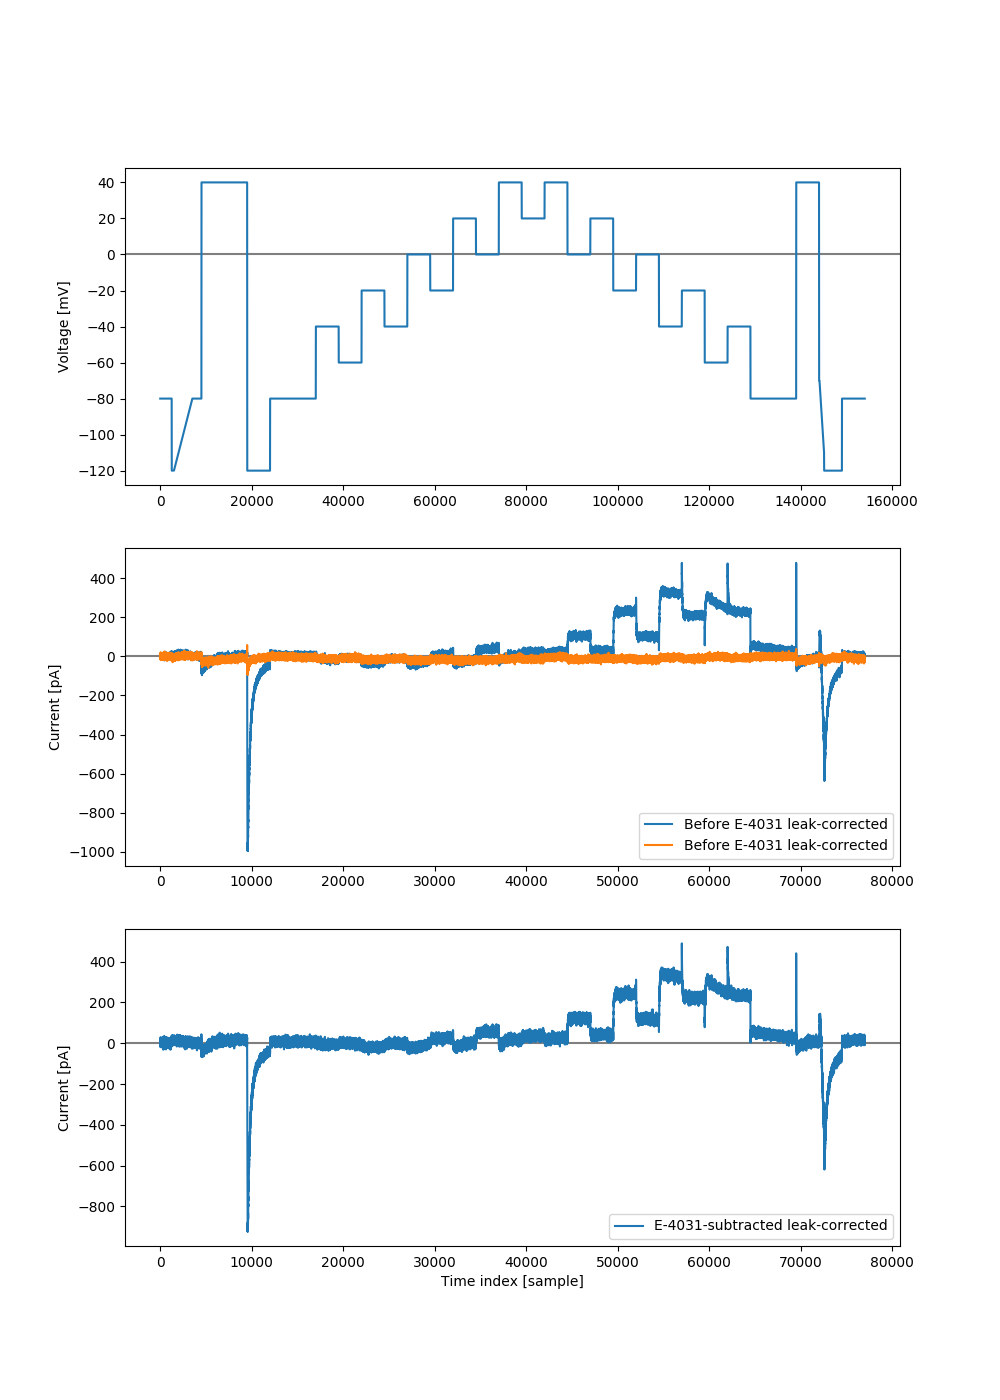 40
20
0
−20
−40
−60
−80
−100
−120
Voltage [mV]
0 20000 40000 60000 80000 100000 120000 140000 160000
400
200
0
−200
−400
−600
−800
−1000
Current [pA]
Before E-4031 leak-corrected
Before E-4031 leak-corrected
0 10000 20000 30000 40000 50000 60000 70000 80000
400
200
0
−200
−400
−600
−800
Current [pA]
E-4031-subtracted leak-corrected
0 10000 20000 30000 40000 50000 60000 70000 80000
Time index [sample]